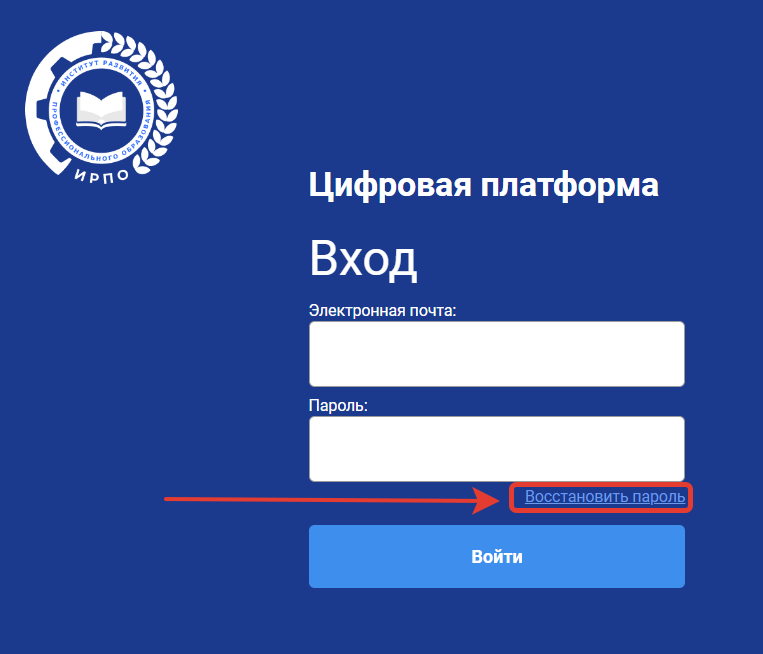 • ИНСТИТУТ РАЗВИТИЯ •
ПРОФЕССИОНАЛЬНОГО ОБРАЗОВАНИЯ
ИРПО
Цифровая платформа
Вход
Электронная почта:
Пароль:
Восстановить пароль
Войти